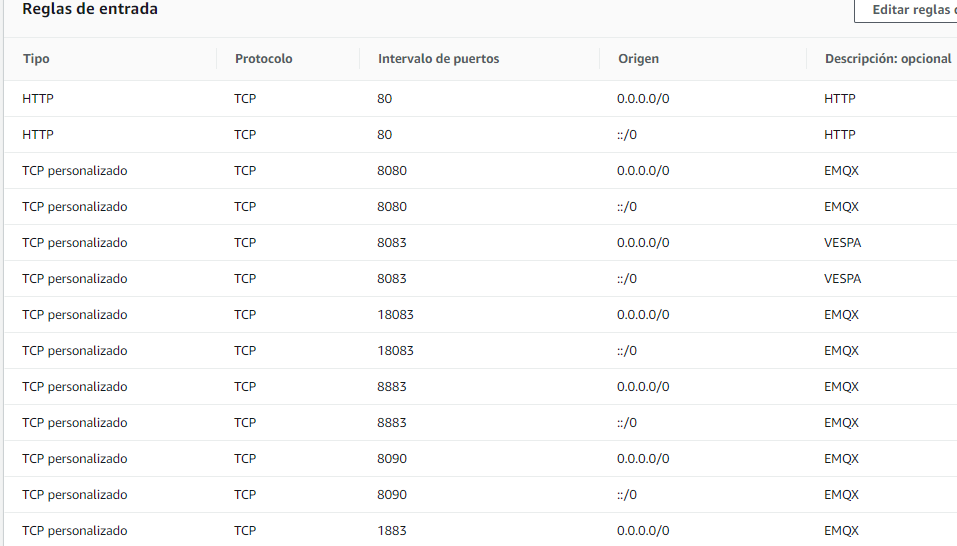 Reglas de entrada Editar reglas
Tipo Protocolo Intervalo de puertos Origen Descripción: opcional
HTTP TCP 80 0.0.0.0/0 HTTP
HTTP TCP 80 ::/0 HTTP
TCP personalizado TCP 8080 0.0.0.0/0 EMQX
TCP personalizado TCP 8080 ::/0 EMQX
TCP personalizado TCP 8083 0.0.0.0/0 VESPA
TCP personalizado TCP 8083 ::/0 VESPA
TCP personalizado TCP 18083 0.0.0.0/0 EMQX
TCP personalizado TCP 18083 ::/0 EMQX
TCP personalizado TCP 8883 0.0.0.0/0 EMQX
TCP personalizado TCP 8883 ::/0 EMQX
TCP personalizado TCP 8090 0.0.0.0/0 EMQX
TCP personalizado TCP 8090 ::/0 EMQX
TCP personalizado TCP 1883 0.0.0.0/0 EMQX